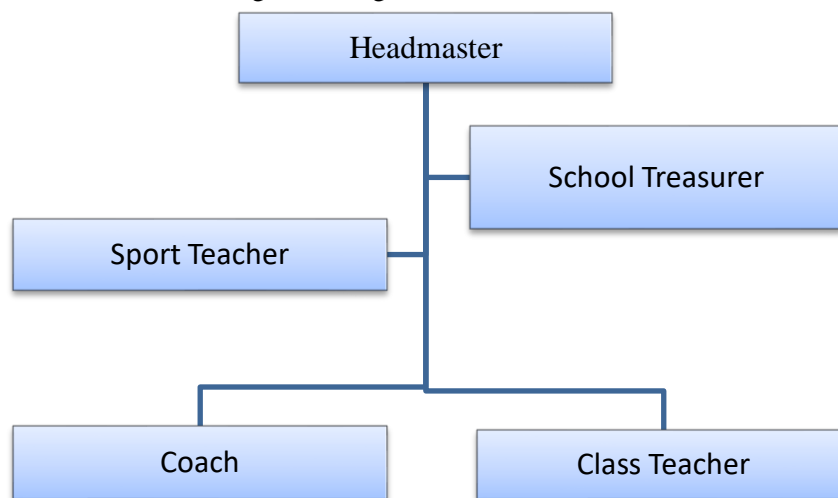 Headmaster
School Treasurer
Sport Teacher
Coach
Class Teacher